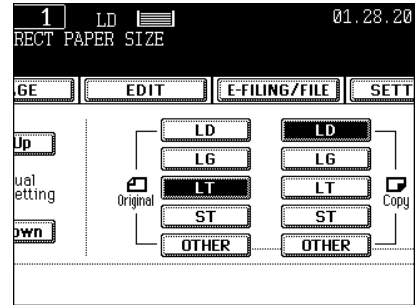 1 LD 01.28.20
RECT PAPER SIZE
GE EDIT E-FILING/FILE SETT
Up
ual
etting
own
Original
LD
LG
LT
ST
OTHER
LD
LG
LT
ST
OTHER
Copy